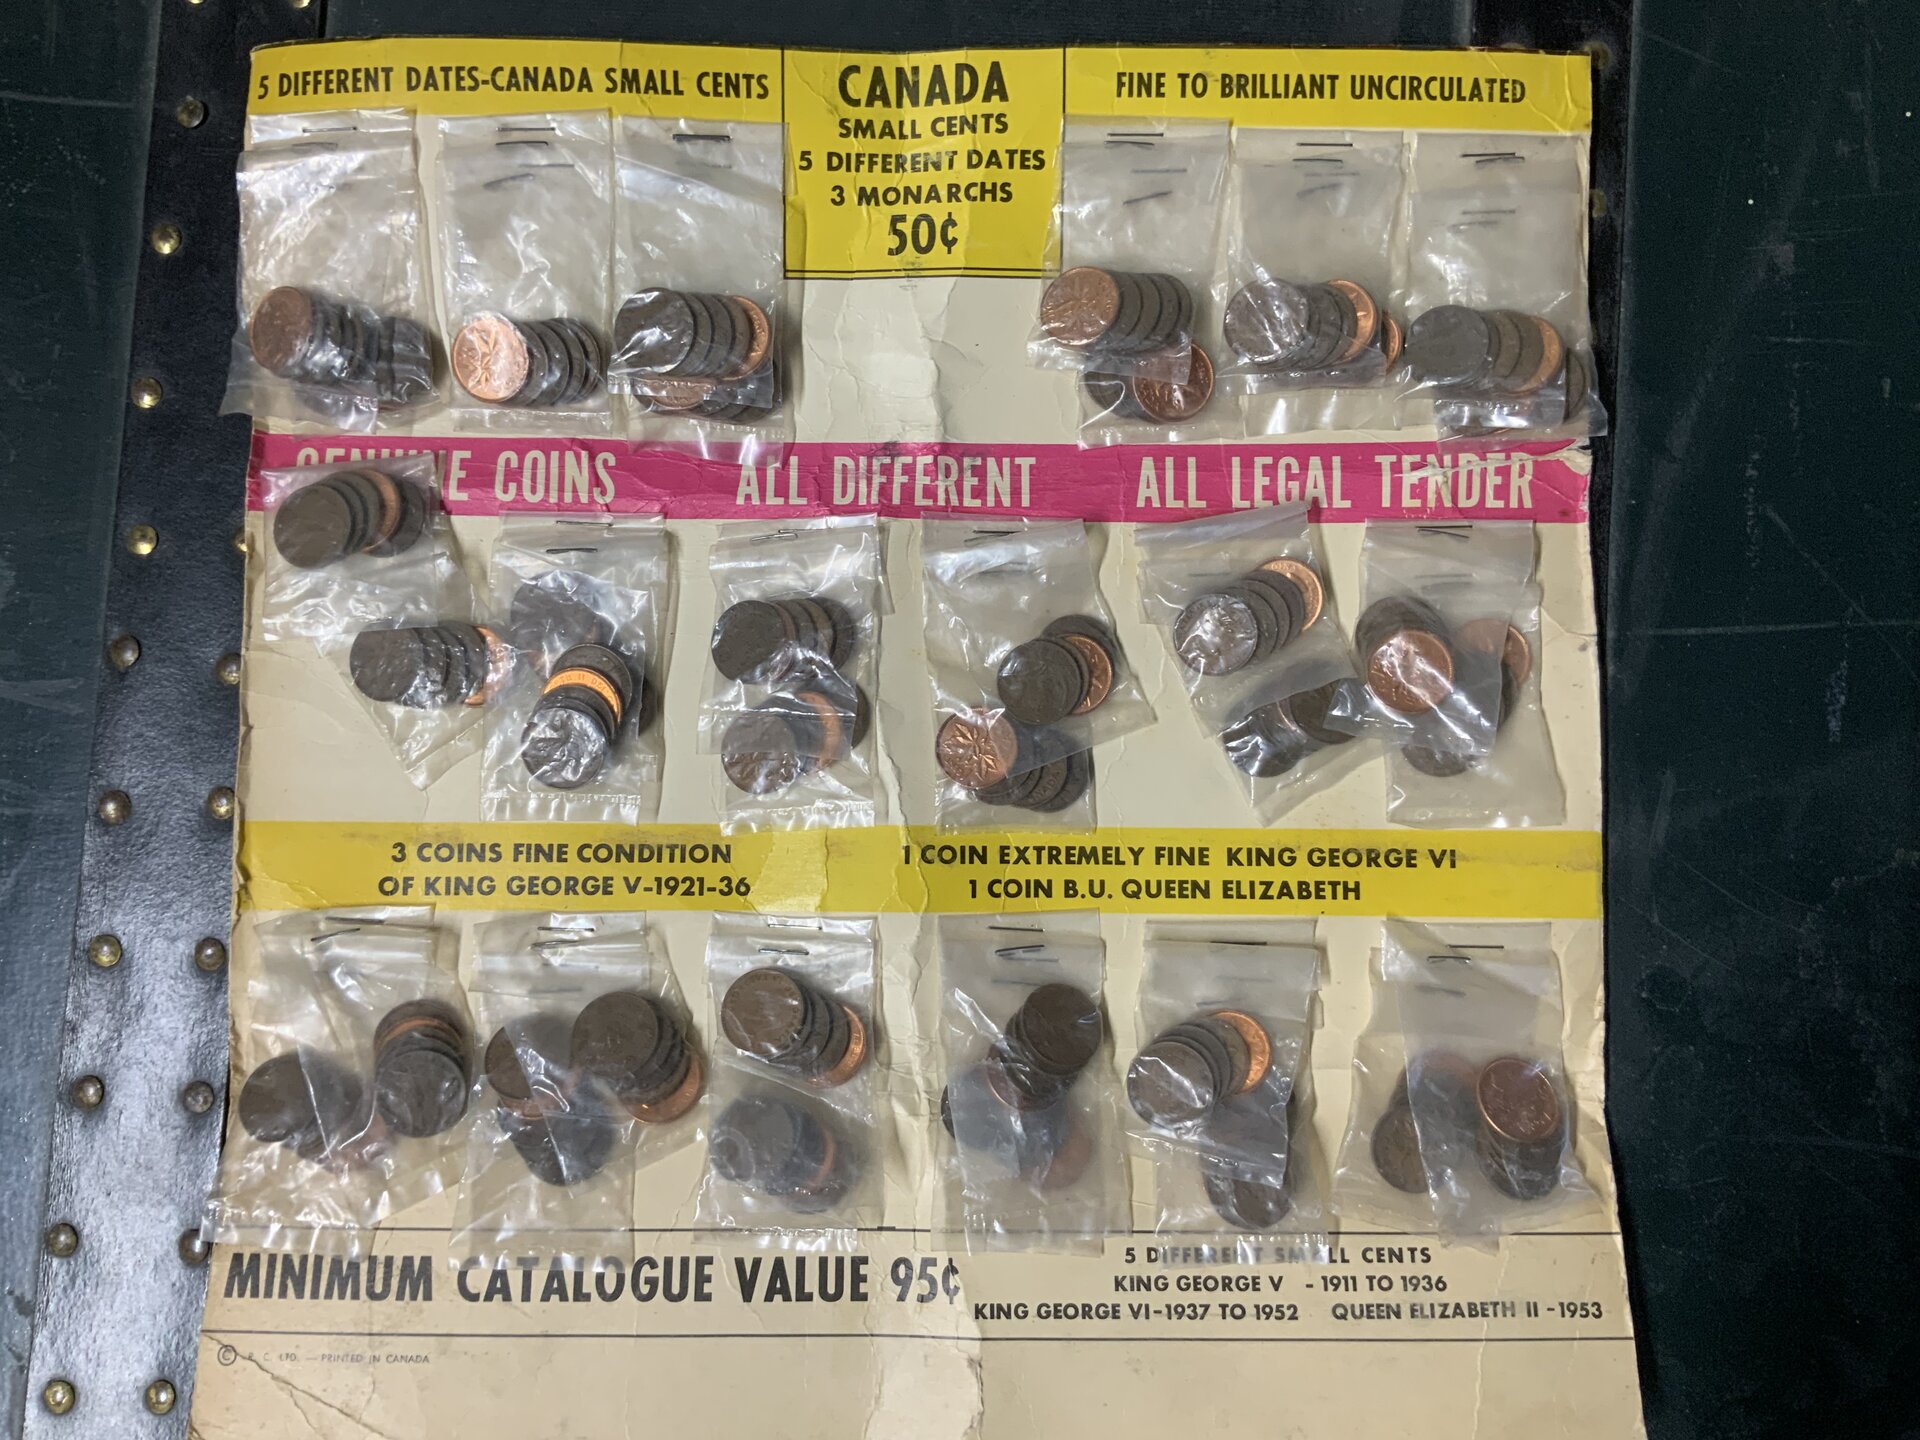 5 DIFFERENT DATES-CANADA SMALL CENTS
CANADA
SMALL CENTS
5 DIFFERENT DATES
3 MONARCHS
50¢
FINE TO BRILLIANT UNCIRCULATED
GENUINE COINS ALL DIFFERENT ALL LEGAL TENDER
3 COINS FINE CONDITION
OF KING GEORGE V-1921-36
1 COIN EXTREMELY FINE KING GEORGE VI
1 COIN B.U. QUEEN ELIZABETH
MINIMUM CATALOGUE VALUE 95¢
5 DIFFERENT SMALL CENTS
KING GEORGE V - 1911 TO 1936
KING GEORGE VI-1937 TO 1952 QUEEN ELIZABETH II -1953
© C. LTD. — PRINTED IN CANADA